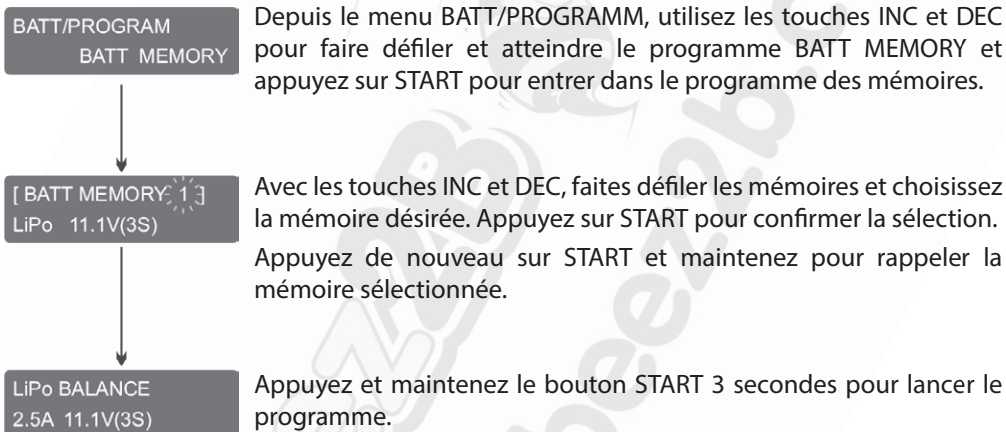 BATT/PROGRAM
BATT MEMORY
Depuis le menu BATT/PROGRAMM, utilisez les touches INC et DEC
pour faire défiler et atteindre le programme BATT MEMORY et
appuyez sur START pour entrer dans le programme des mémoires.
[ BATT MEMORY 1 ]
LiPo 11.1V(3S)
Avec les touches INC et DEC, faites défiler les mémoires et choisissez
la mémoire désirée. Appuyez sur START pour confirmer la sélection.
Appuyez de nouveau sur START et maintenez pour rappeler la
mémoire sélectionnée.
LiPo BALANCE
2.5A 11.1V(3S)
Appuyez et maintenez le bouton START 3 secondes pour lancer le
programme.